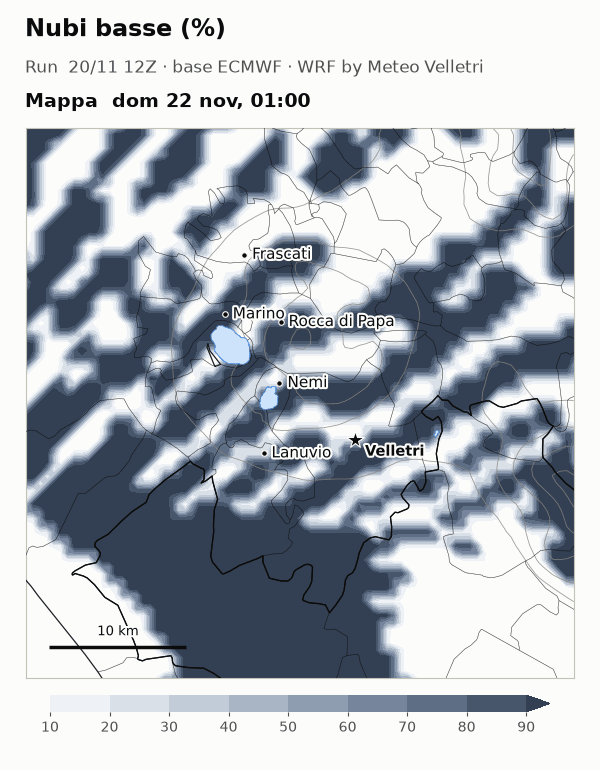 Nubi basse (%)
Run  20/11 12Z · base ECMWF · WRF by Meteo Velletri
Mappa  dom 22 nov, 01:00
Frascati
Marino
Rocca di Papa
Nemi
Velletri
Lanuvio
10 km
10 20 30 40 50 60 70 80 90